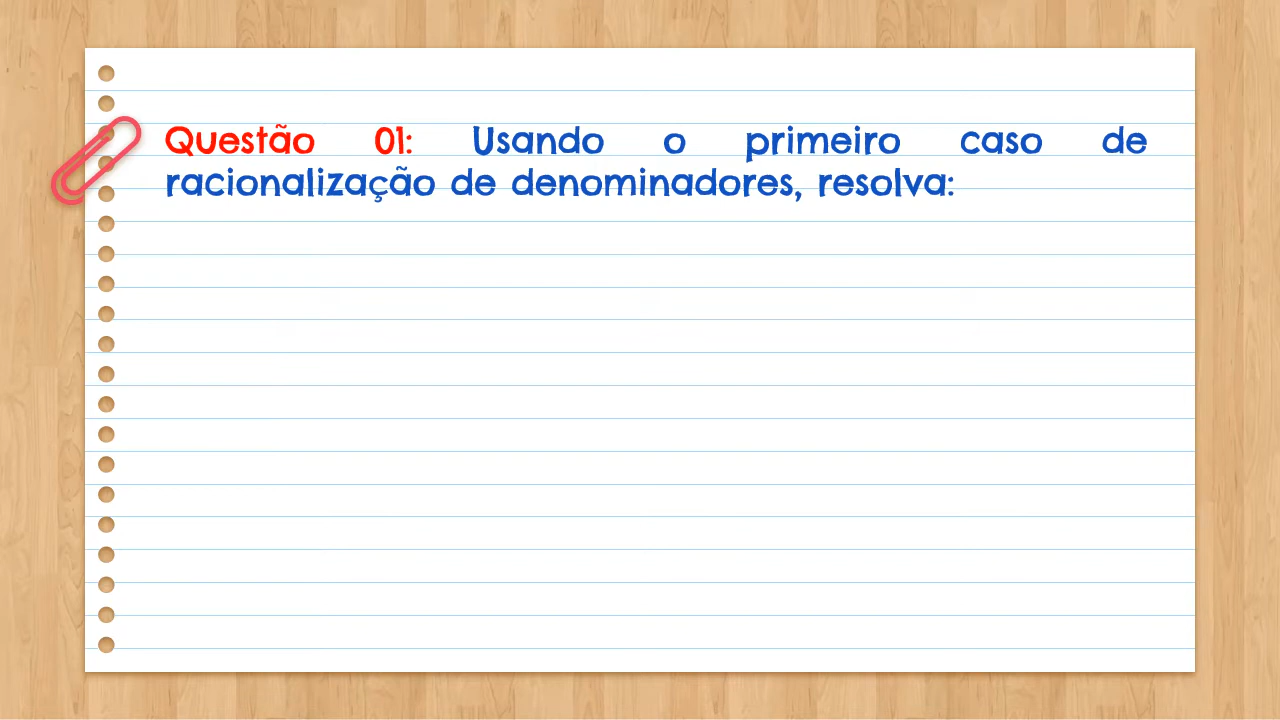 Questão 01: Usando o primeiro caso de
racionalização de denominadores, resolva: